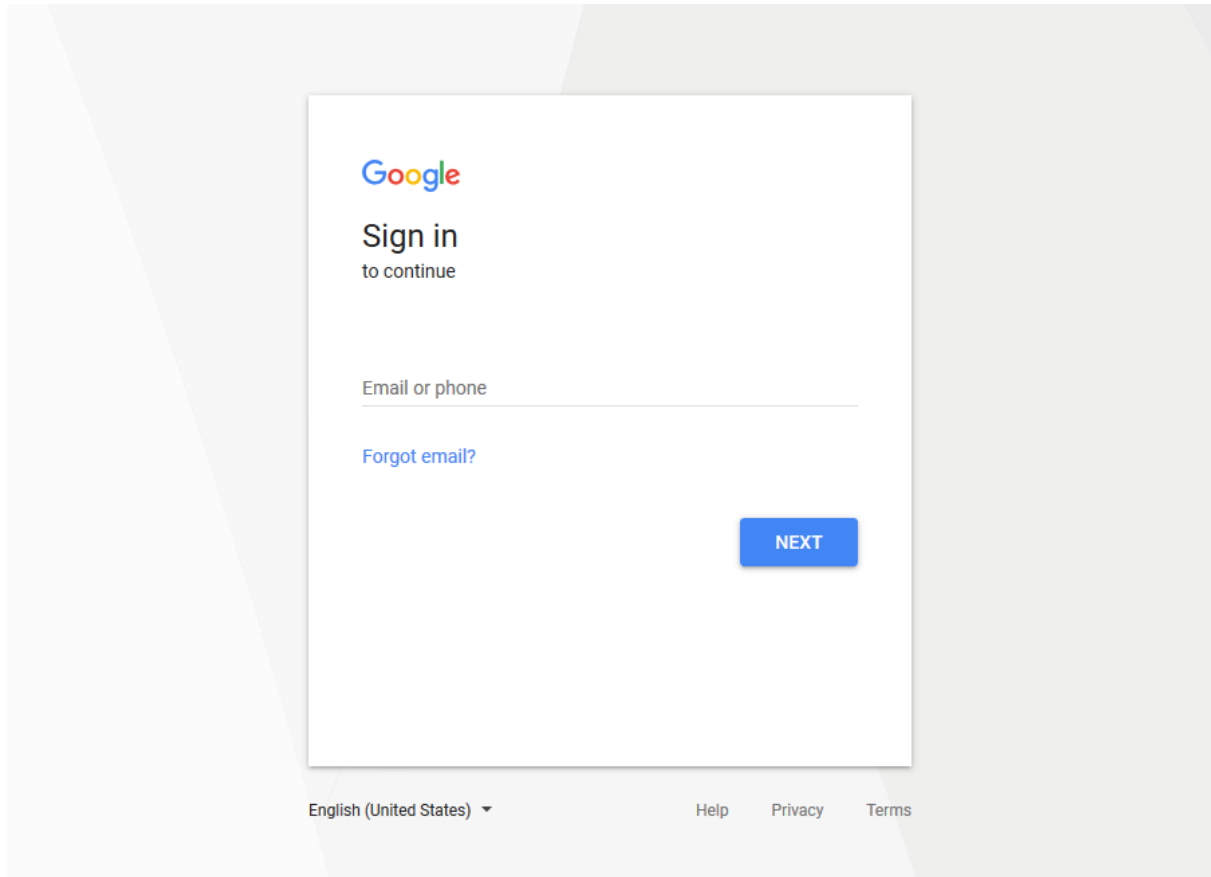 Google
Sign in
to continue
Email or phone
Forgot email?
NEXT
English (United States) Help Privacy Terms